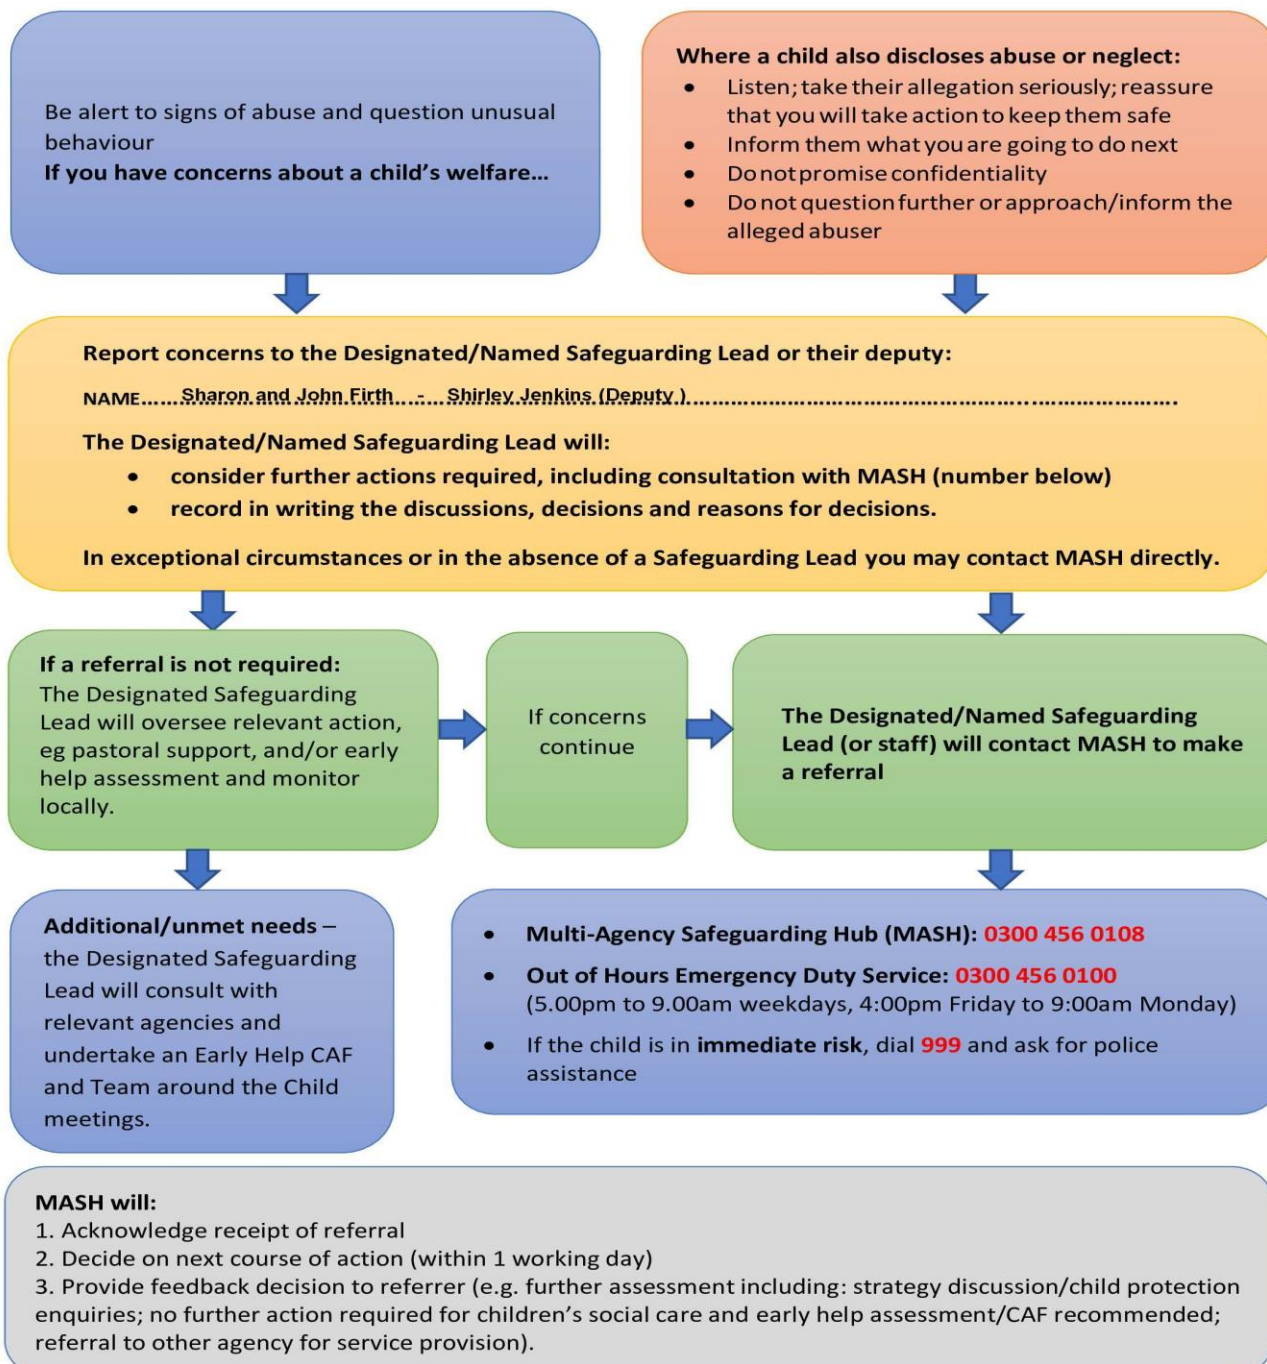 Be alert to signs of abuse and question unusual
behaviour
If you have concerns about a child’s welfare…
Where a child also discloses abuse or neglect:
• Listen; take their allegation seriously; reassure
that you will take action to keep them safe
• Inform them what you are going to do next
• Do not promise confidentiality
• Do not question further or approach/inform the
alleged abuser
Report concerns to the Designated/Named Safeguarding Lead or their deputy:
NAME……Sharon and John Firth - Shirley Jenkins (Deputy )……………………………………………………………………
The Designated/Named Safeguarding Lead will:
• consider further actions required, including consultation with MASH (number below)
• record in writing the discussions, decisions and reasons for decisions.
In exceptional circumstances or in the absence of a Safeguarding Lead you may contact MASH directly.
If a referral is not required:
The Designated Safeguarding
Lead will oversee relevant action,
eg pastoral support, and/or early
help assessment and monitor
locally.
If concerns
continue
The Designated/Named Safeguarding
Lead (or staff) will contact MASH to make
a referral
Additional/unmet needs –
the Designated Safeguarding
Lead will consult with
relevant agencies and
undertake an Early Help CAF
and Team around the Child
meetings.
• Multi-Agency Safeguarding Hub (MASH): 0300 456 0108
• Out of Hours Emergency Duty Service: 0300 456 0100
(5.00pm to 9.00am weekdays, 4:00pm Friday to 9:00am Monday)
• If the child is in immediate risk, dial 999 and ask for police
assistance
MASH will:
1. Acknowledge receipt of referral
2. Decide on next course of action (within 1 working day)
3. Provide feedback decision to referrer (e.g. further assessment including: strategy discussion/child protection
enquiries; no further action required for children’s social care and early help assessment/CAF recommended;
referral to other agency for service provision).